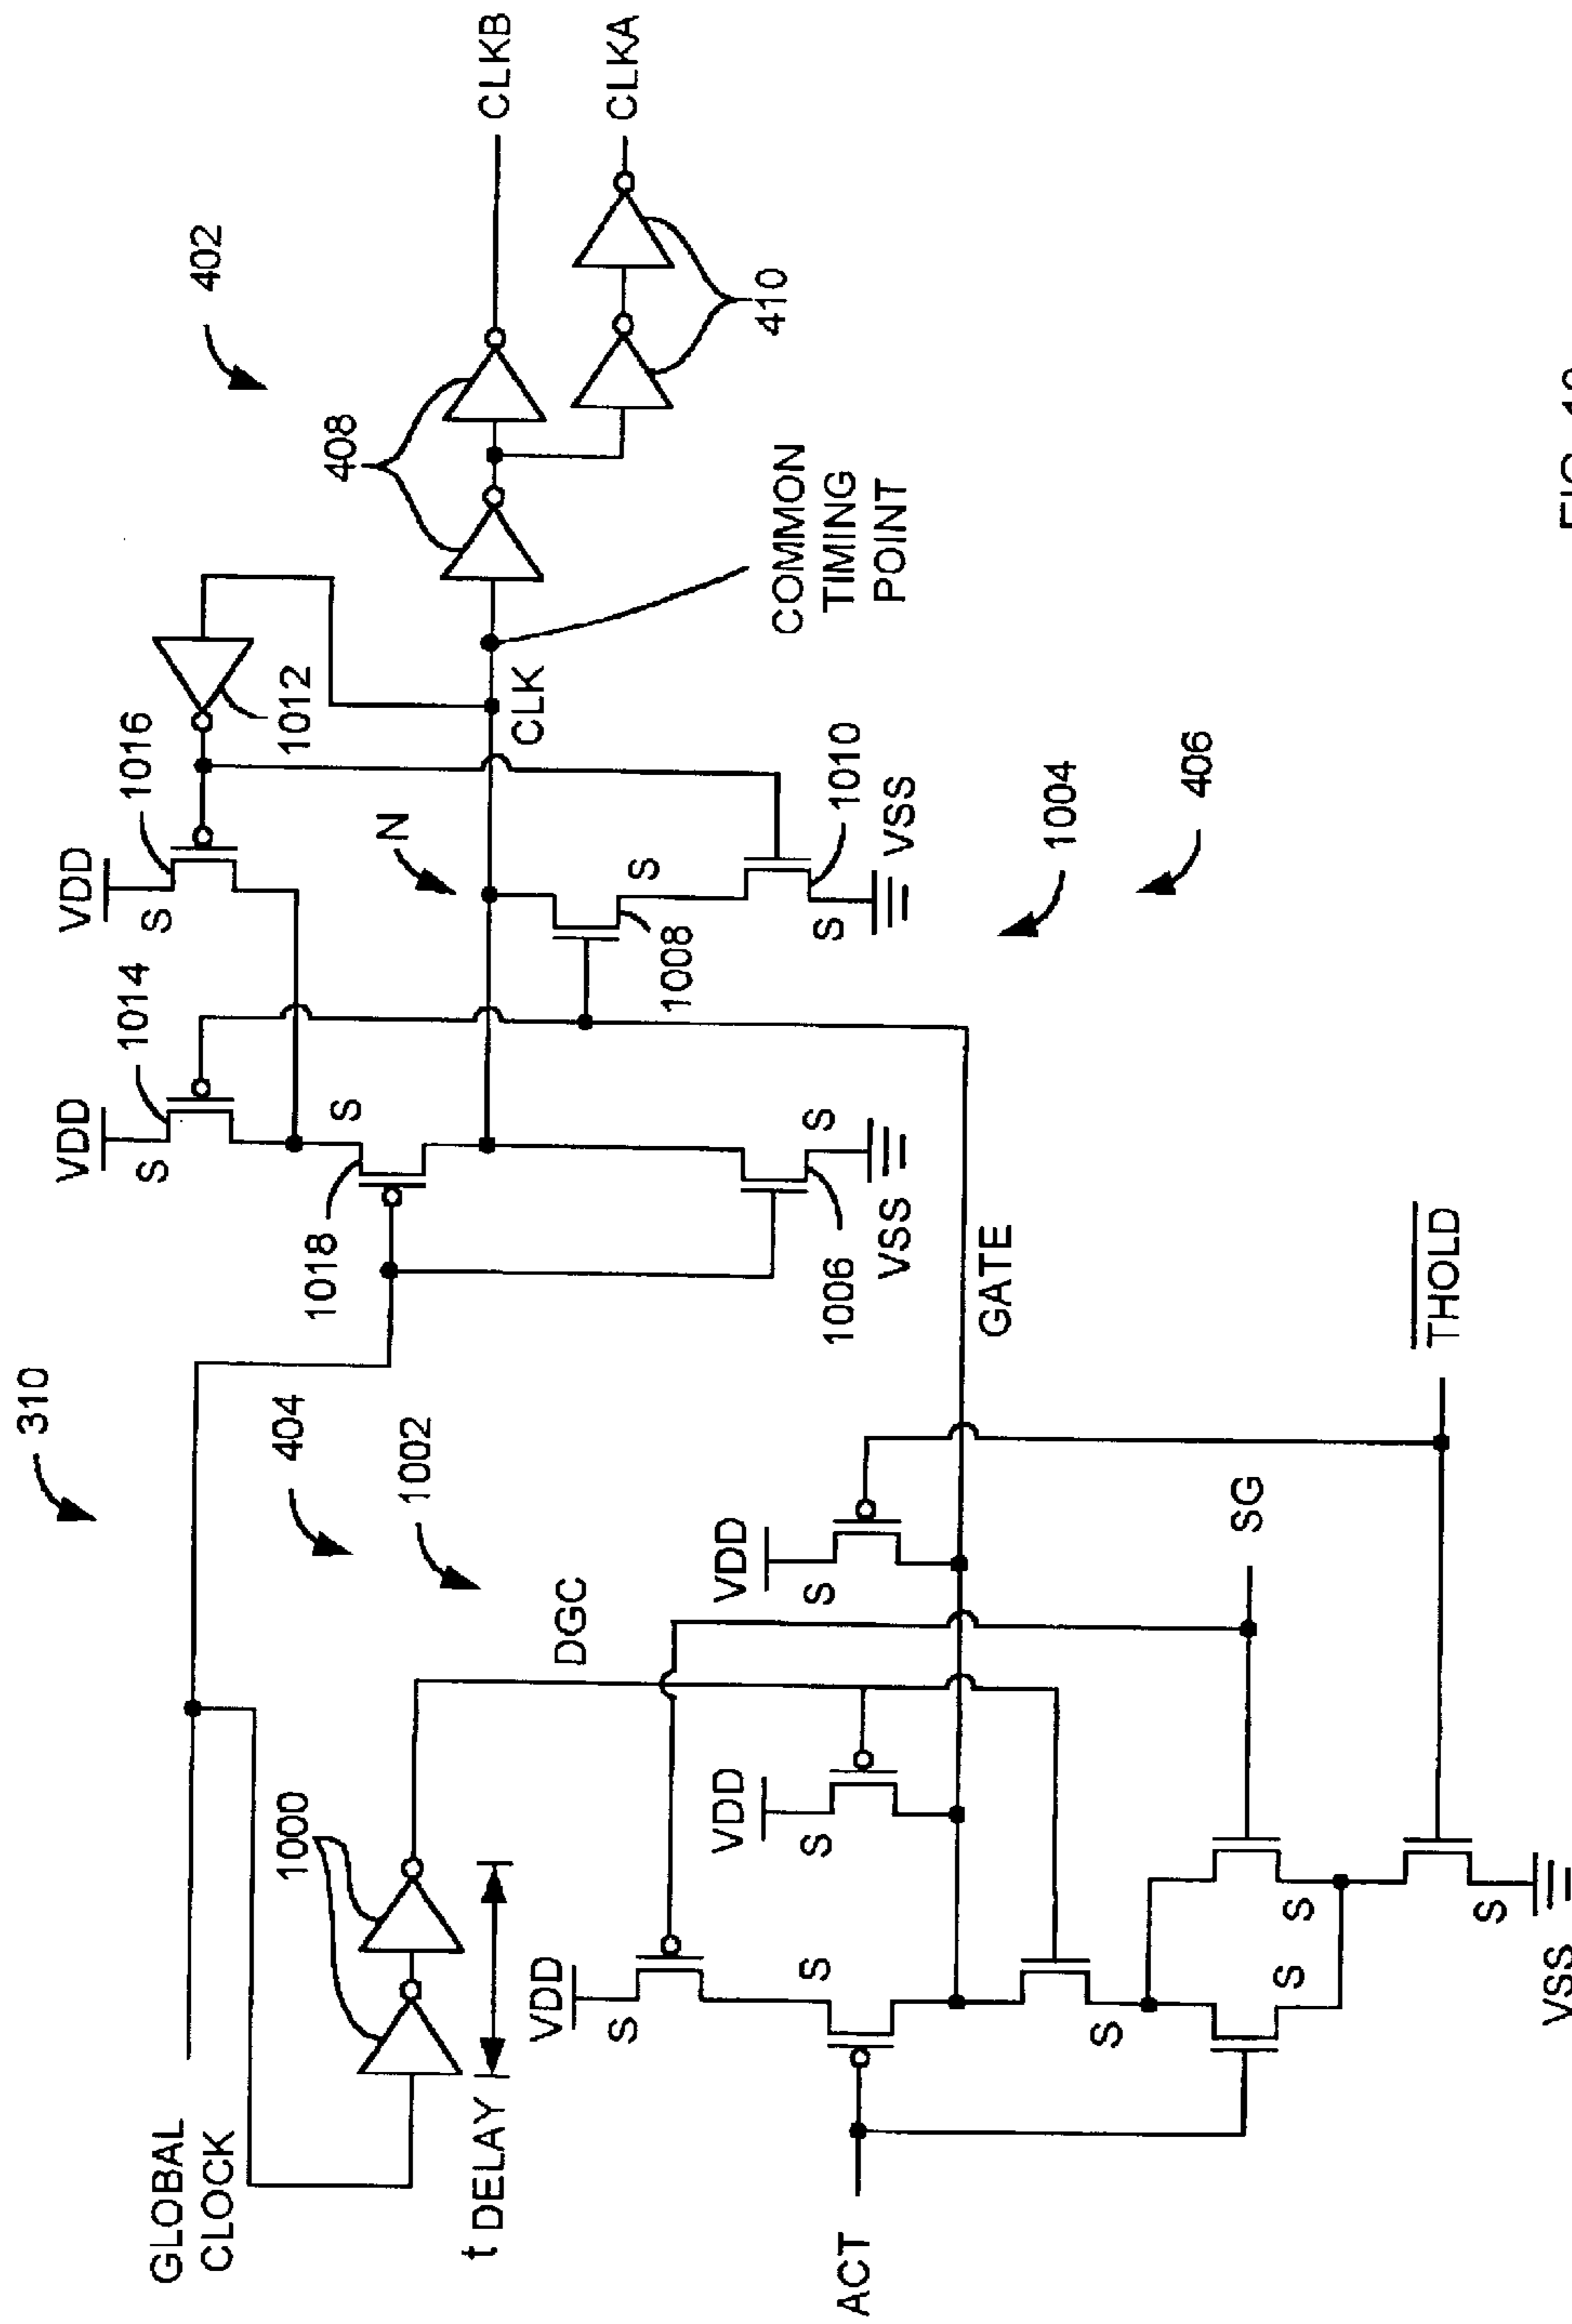 310
GLOBAL
CLOCK
1000
t DELAY
404
1002
DGC
VDD
S
S
ACT
VDD
S
VDD
S
S
S
S
S
VSS
SG
THOLD
GATE
VDD
1014
S
1018
S
1006
S
VSS
VDD
1016
S
N
1012
CLK
1008
S
1010
S
VSS
1004
406
COMMON
TIMING
POINT
408
402
410
CLKB
CLKA